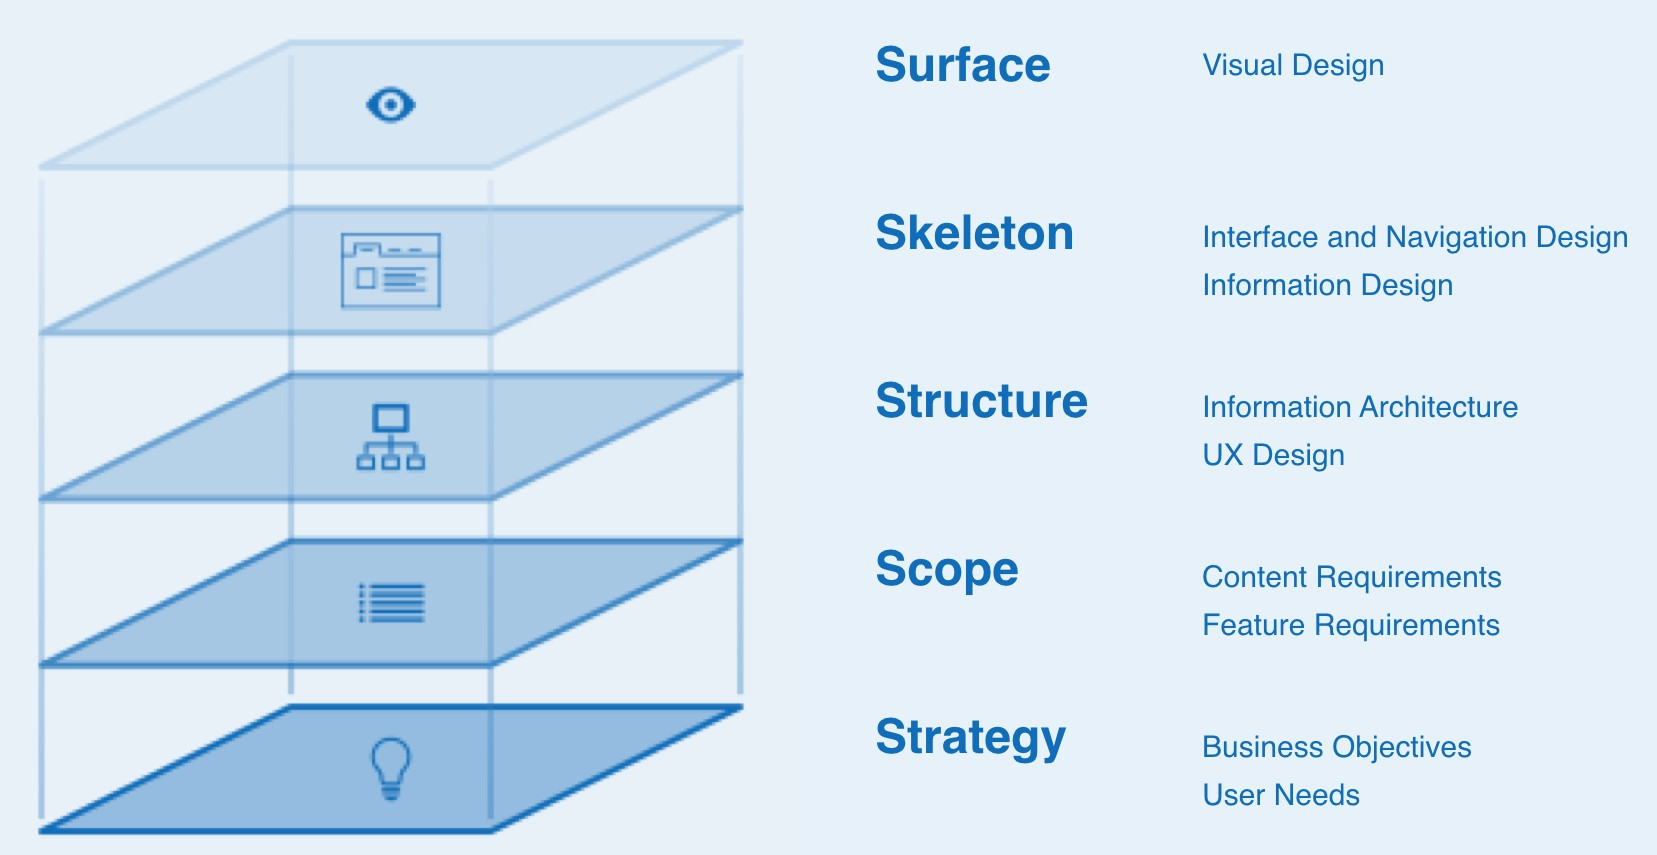 Surface
Visual Design
Skeleton
Interface and Navigation Design
Information Design
Structure
Information Architecture
UX Design
Scope
Content Requirements
Feature Requirements
Strategy
Business Objectives
User Needs